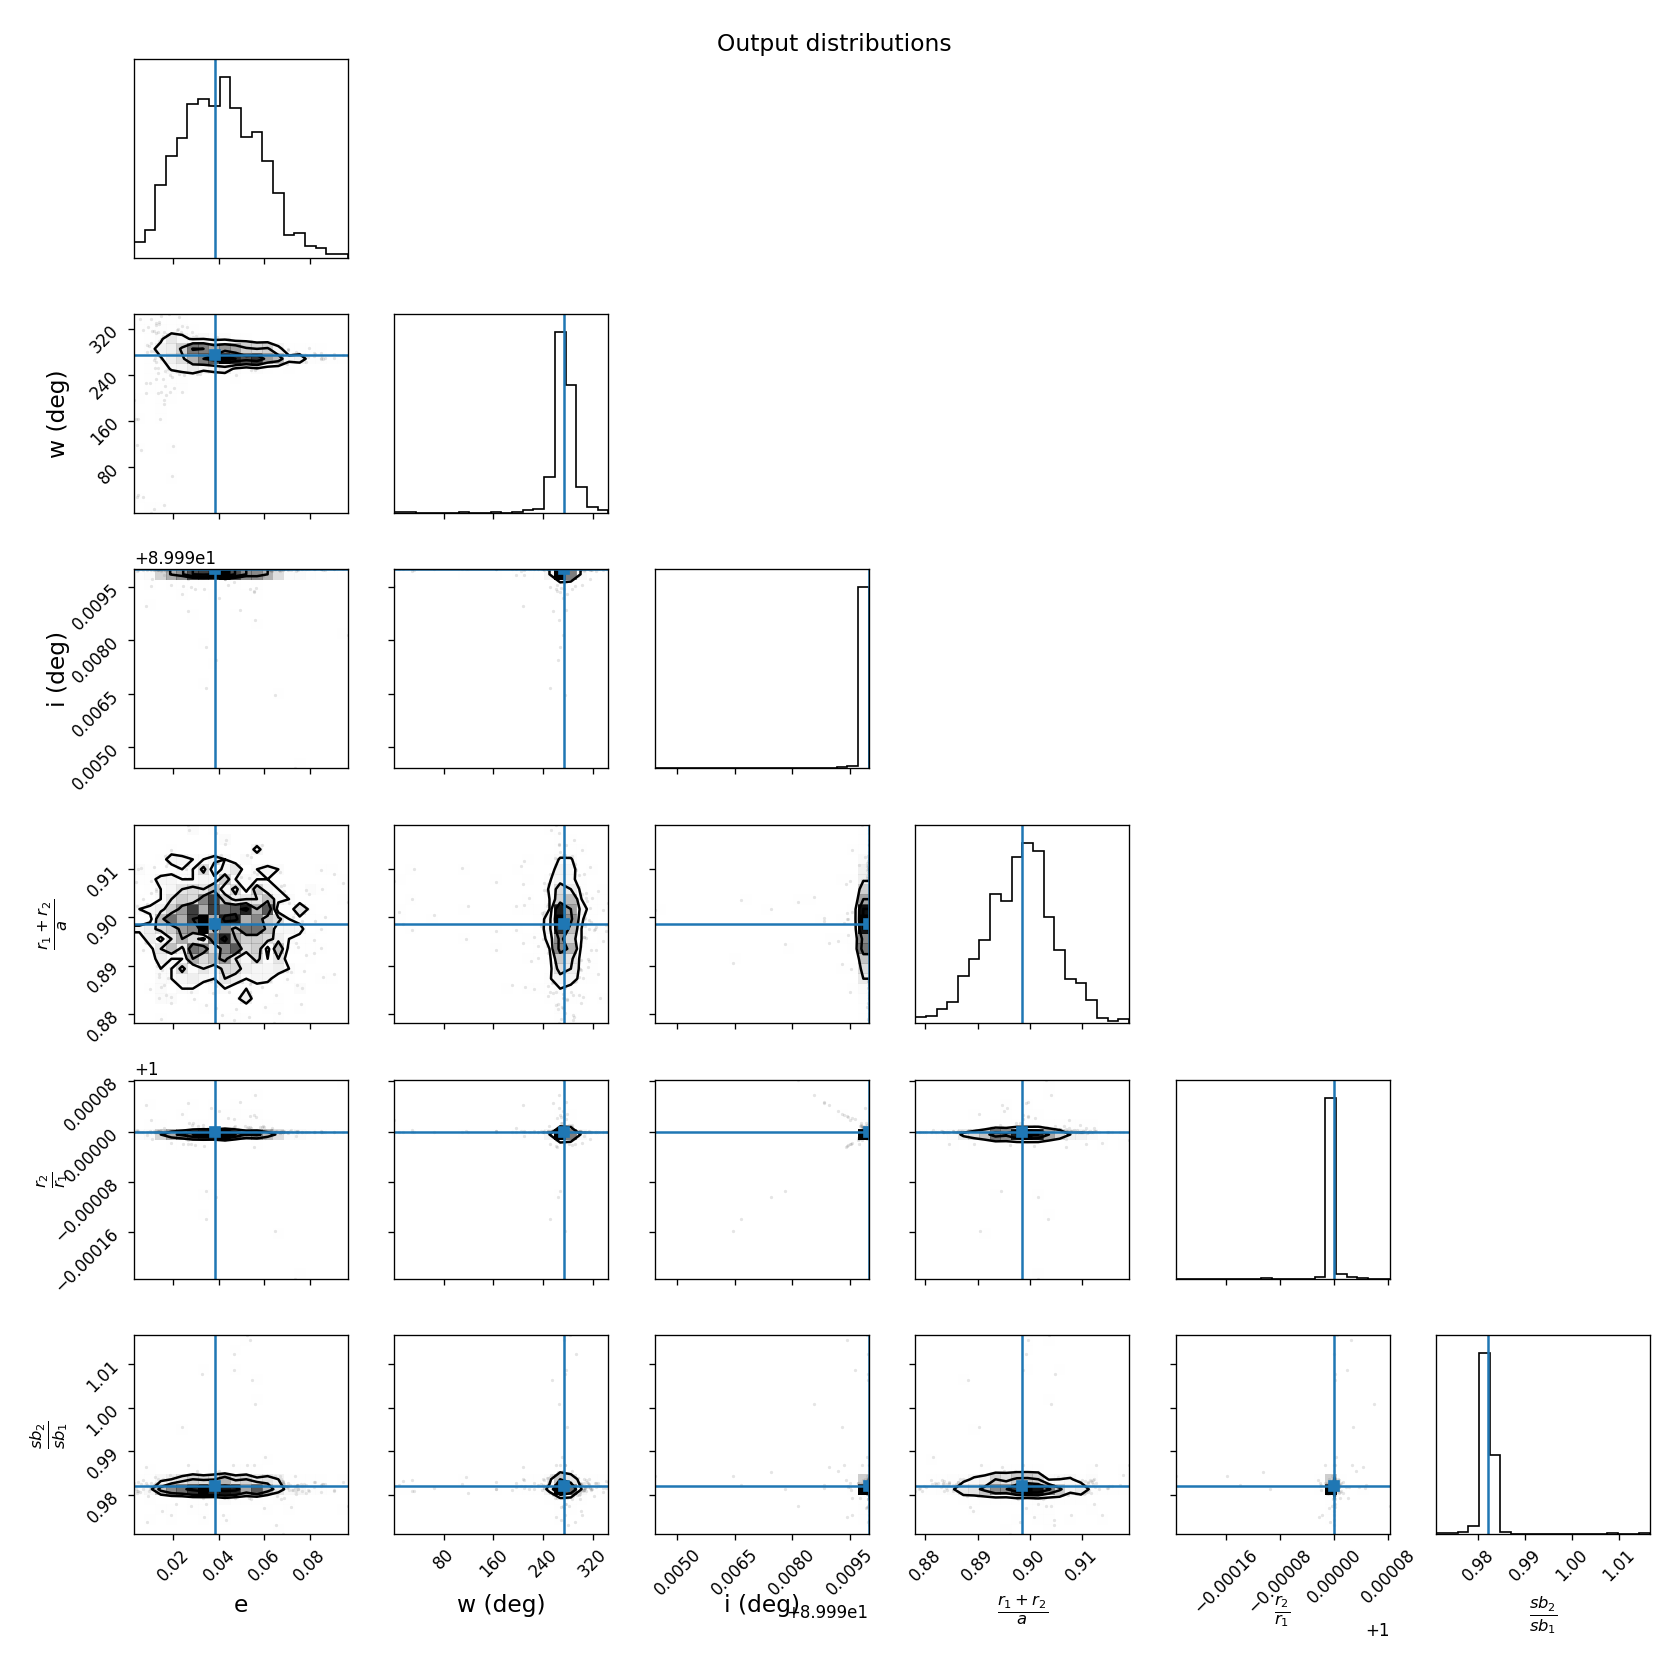 Output distributions
w (deg)
320
240
160
80
+8.999e1
i (deg)
0.0095
0.0080
0.0065
0.0050
r₁ + r₂
a
0.91
0.90
0.89
0.88
+1
r₂
r₁
0.00008
0.00000
−0.00008
−0.00016
sb₂
sb₁
1.01
1.00
0.99
0.98
0.02 0.04 0.06 0.08
e
80 160 240 320
w (deg)
0.0050 0.0065 0.0080 0.0095
i (deg)
+8.999e1
0.88 0.89 0.90 0.91
r₁ + r₂
a
−0.00016 −0.00008 0.00000 0.00008
r₂
r₁
+1
0.98 0.99 1.00 1.01
sb₂
sb₁